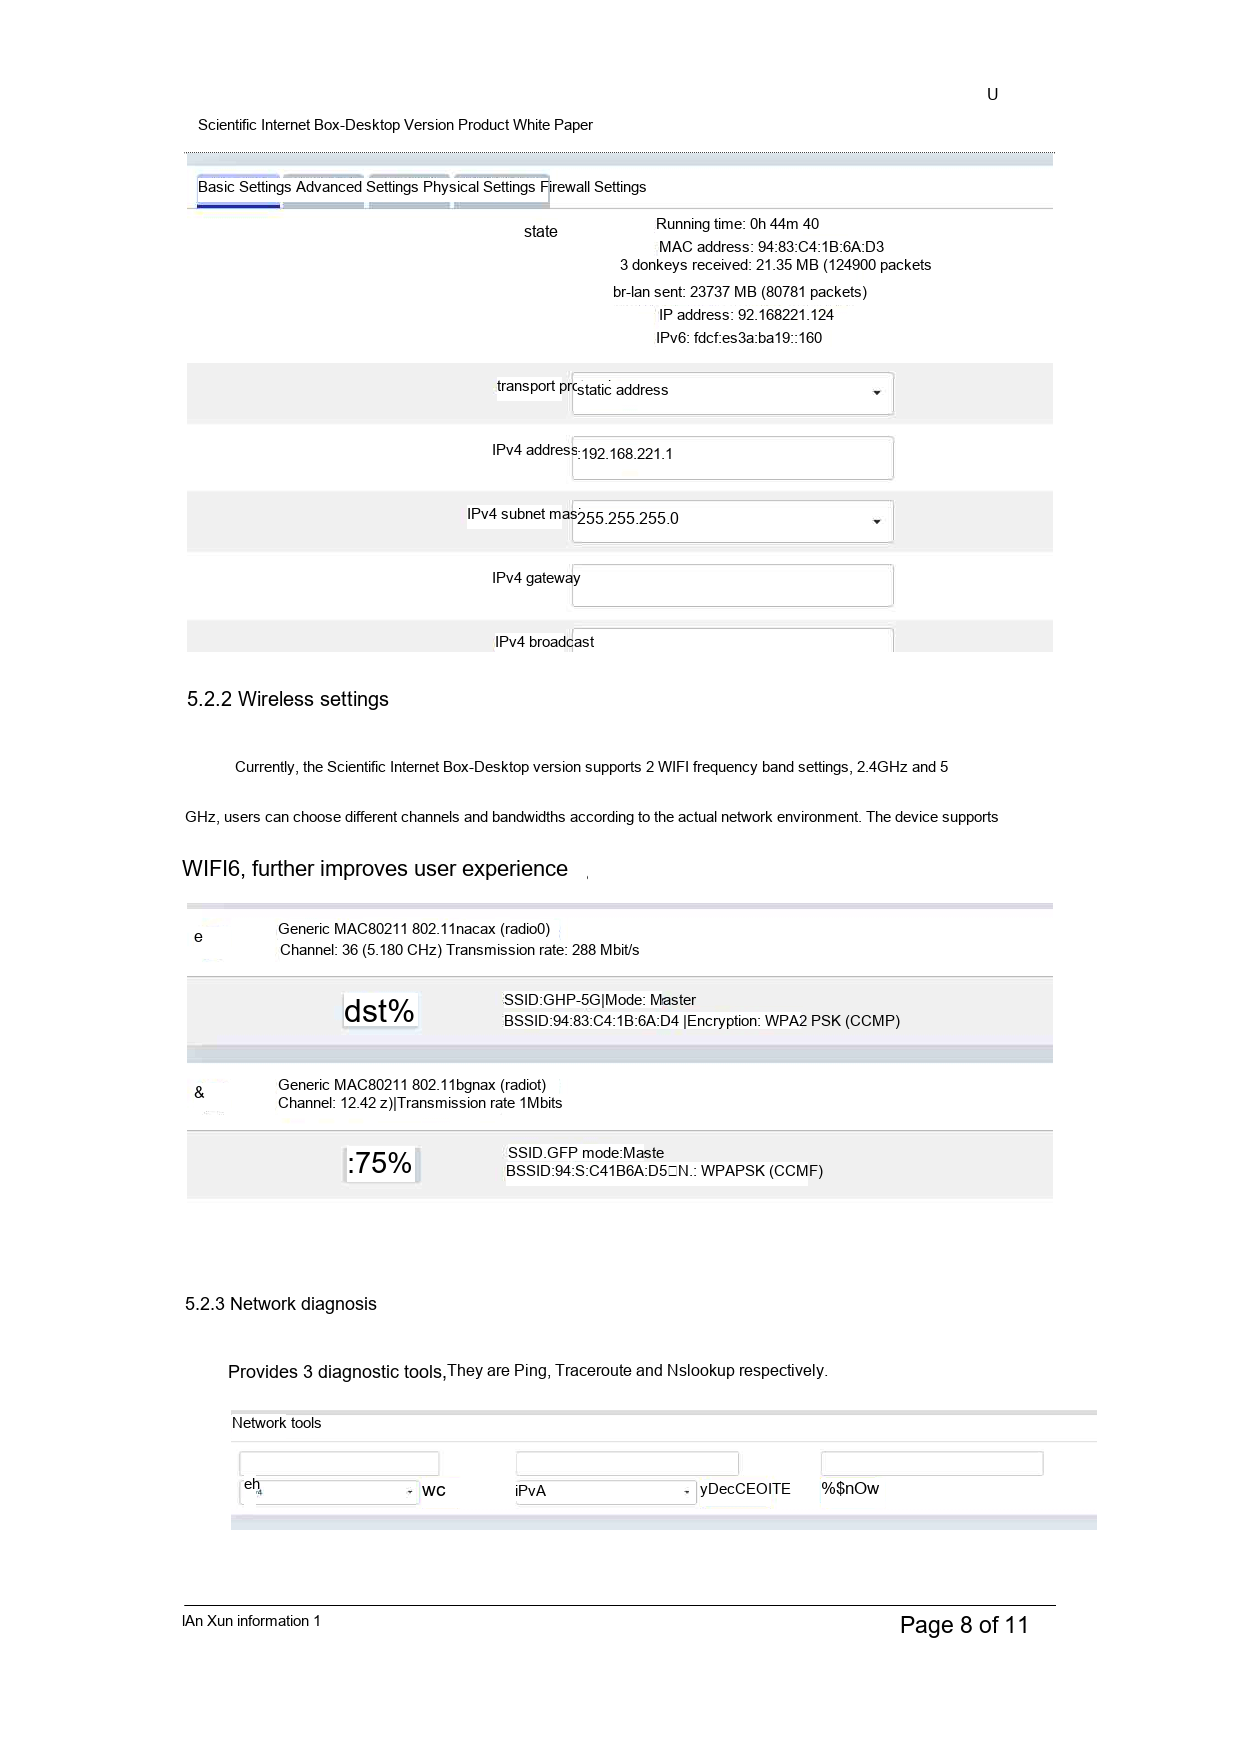 U
Scientific Internet Box-Desktop Version Product White Paper
Basic Settings Advanced Settings Physical Settings Firewall Settings
state
Running time: 0h 44m 40
MAC address: 94:83:C4:1B:6A:D3
3 donkeys received: 21.35 MB (124900 packets
br-lan sent: 23737 MB (80781 packets)
IP address: 92.168221.124
IPv6: fdcf:es3a:ba19::160
transport static address
IPv4 address :192.168.221.1
IPv4 subnet mas 255.255.255.0
IPv4 gateway
IPv4 broadcast
5.2.2 Wireless settings
Currently, the Scientific Internet Box-Desktop version supports 2 WIFI frequency band settings, 2.4GHz and 5
GHz, users can choose different channels and bandwidths according to the actual network environment. The device supports
WIFI6, further improves user experience
e
Generic MAC80211 802.11nacax (radio0)
Channel: 36 (5.180 CHz) Transmission rate: 288 Mbit/s
dst%
SSID:GHP-5G|Mode: Master
BSSID:94:83:C4:1B:6A:D4 |Encryption: WPA2 PSK (CCMP)
&
Generic MAC80211 802.11bgnax (radiot)
Channel: 12.42 z)|Transmission rate 1Mbits
:75%
SSID.GFP mode:Maste
BSSID:94:S:C41B6A:D5□N.: WPAPSK (CCMF)
5.2.3 Network diagnosis
Provides 3 diagnostic tools,They are Ping, Traceroute and Nslookup respectively.
Network tools
eh wc iPvA yDecCEOITE %$nOw
lAn Xun information 1
Page 8 of 11